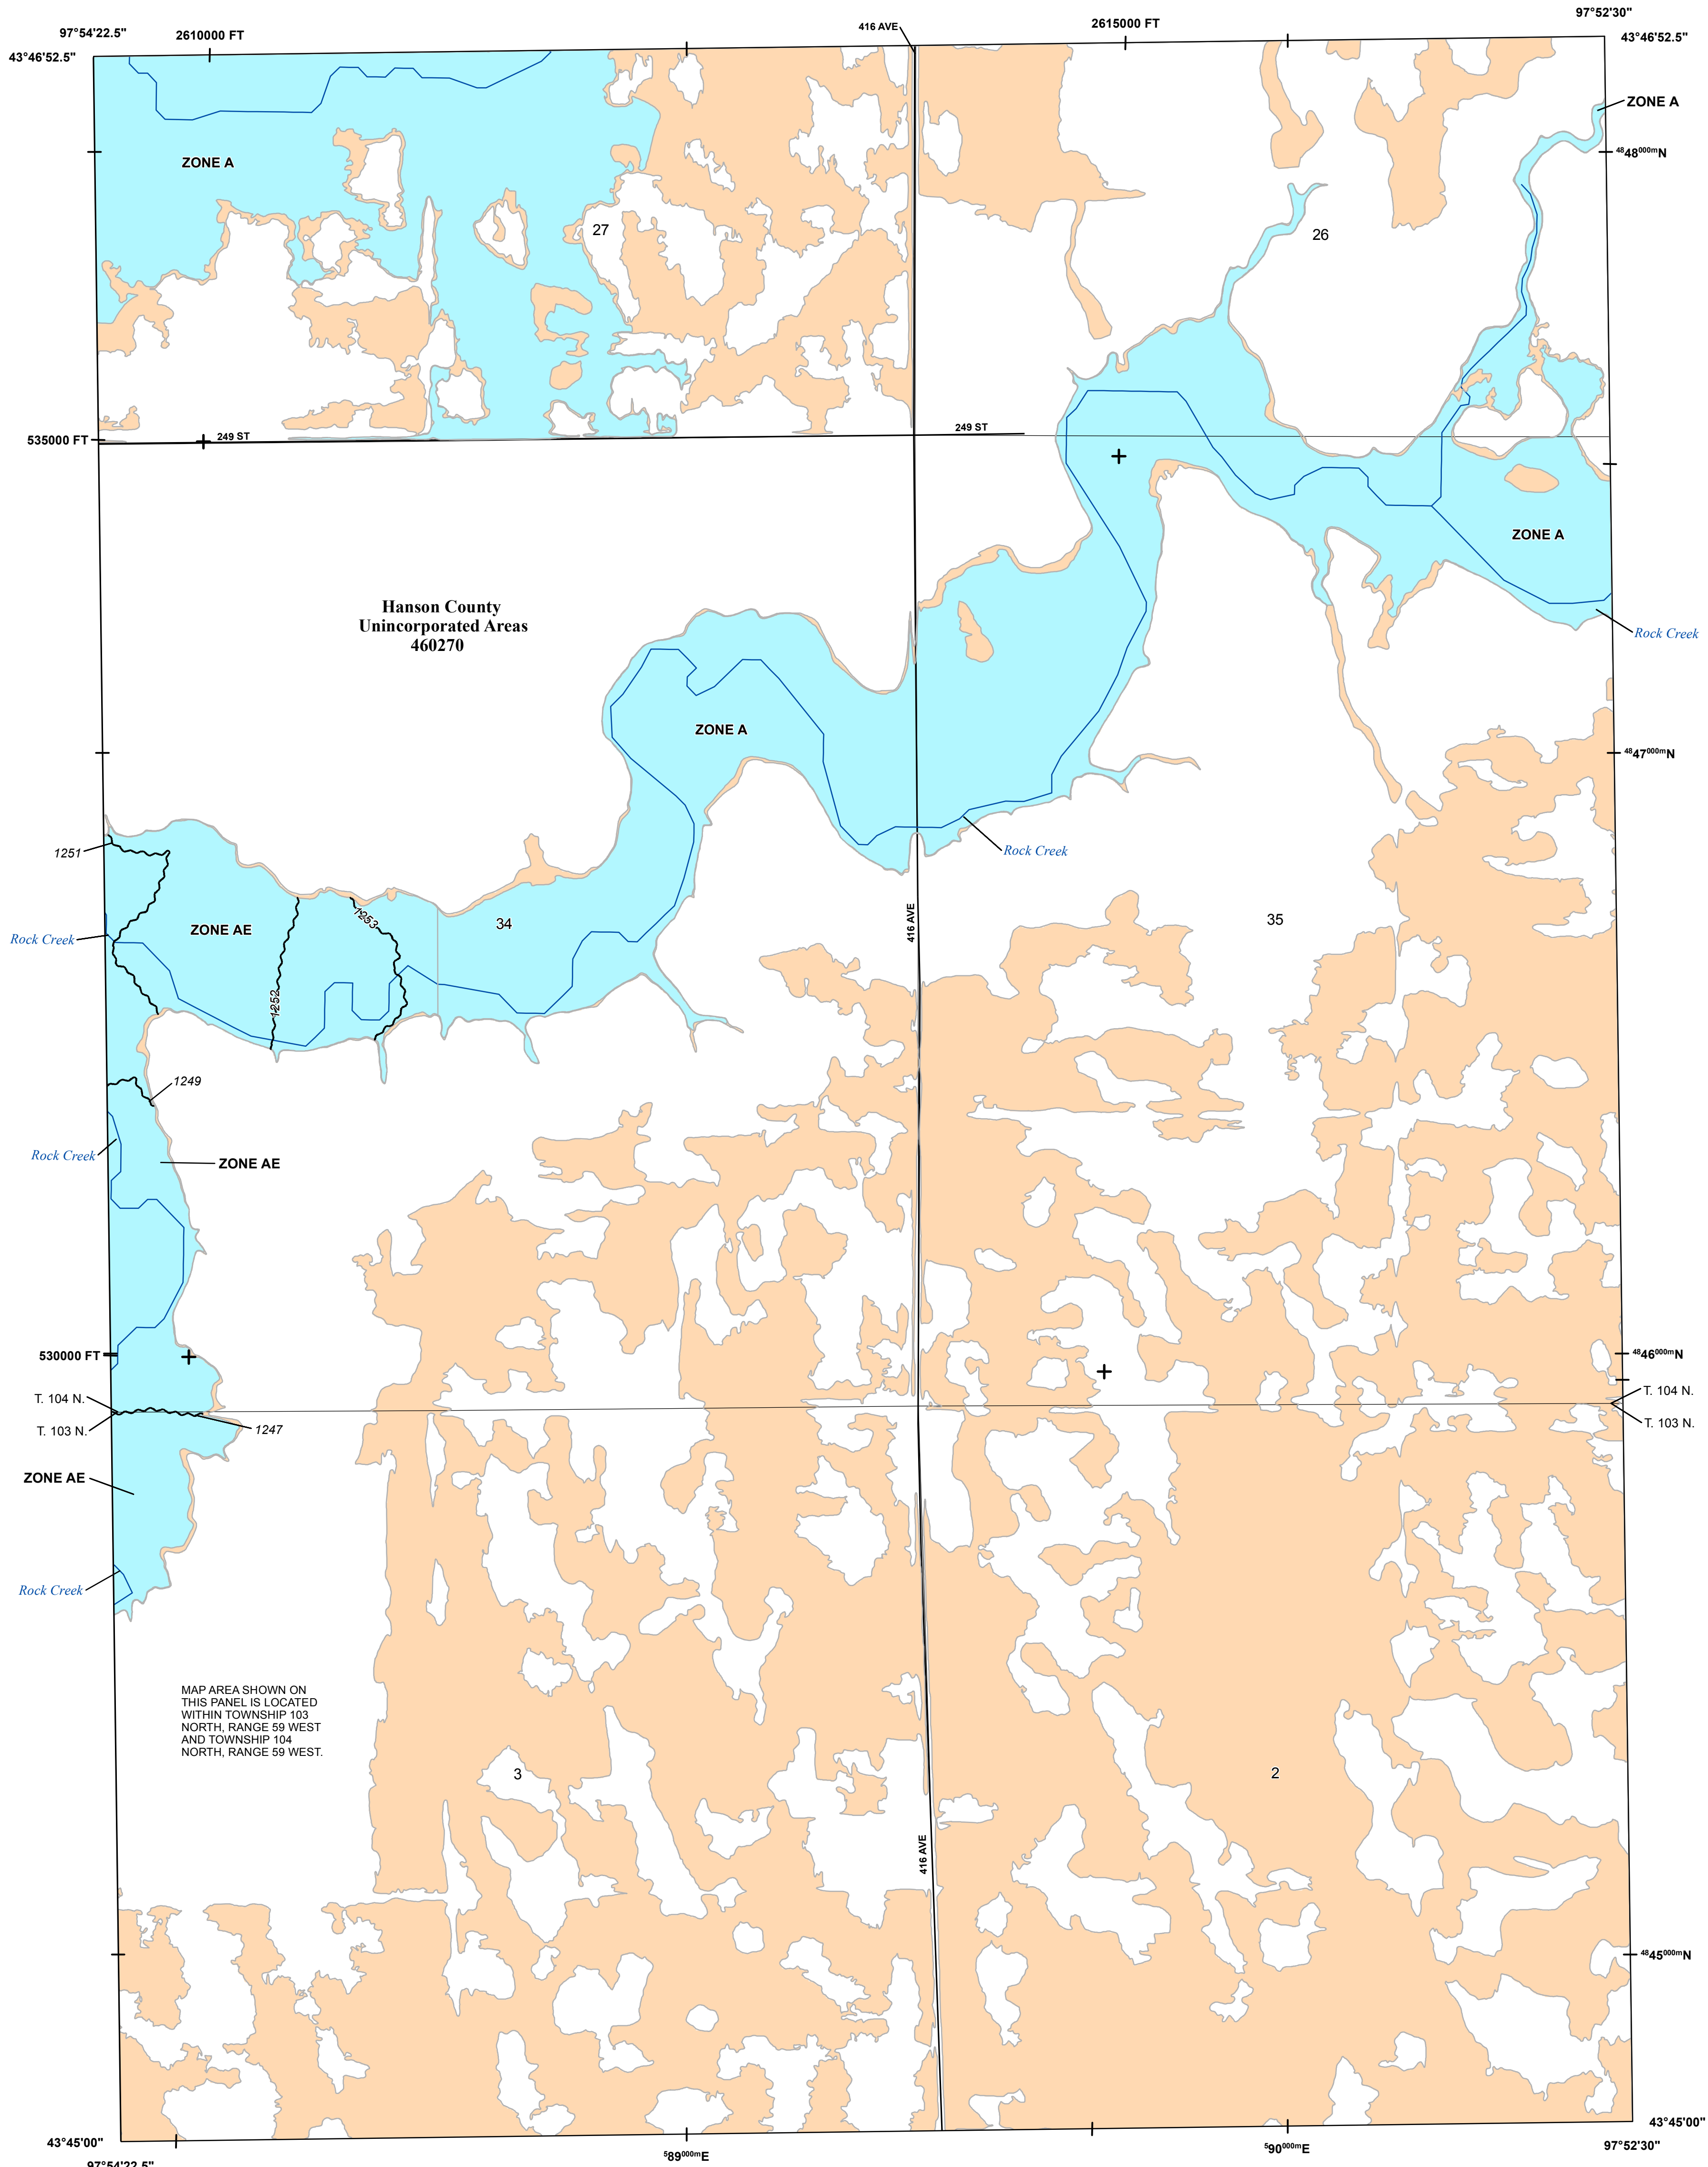 416 AVE
97°52'30"
97°54'22.5"
2610000 FT
2615000 FT
43°46'52.5"
43°46'52.5"
ZONE A
4848000mN
ZONE A
27
26
535000 FT
249 ST
249 ST
ZONE A
Hanson County
Unincorporated Areas
460270
Rock Creek
ZONE A
4847000mN
1251
Rock Creek
Rock Creek
ZONE AE
1253
34
416 AVE
35
1252
1249
Rock Creek
ZONE AE
530000 FT
4846000mN
T. 104 N.
T. 103 N.
T. 104 N.
T. 103 N.
1247
ZONE AE
Rock Creek
MAP AREA SHOWN ON
THIS PANEL IS LOCATED
WITHIN TOWNSHIP 103
NORTH, RANGE 59 WEST
AND TOWNSHIP 104
NORTH, RANGE 59 WEST.
3
2
416 AVE
4845000mN
43°45'00"
43°45'00"
589000mE
590000mE
97°52'30"
97°54'22.5"